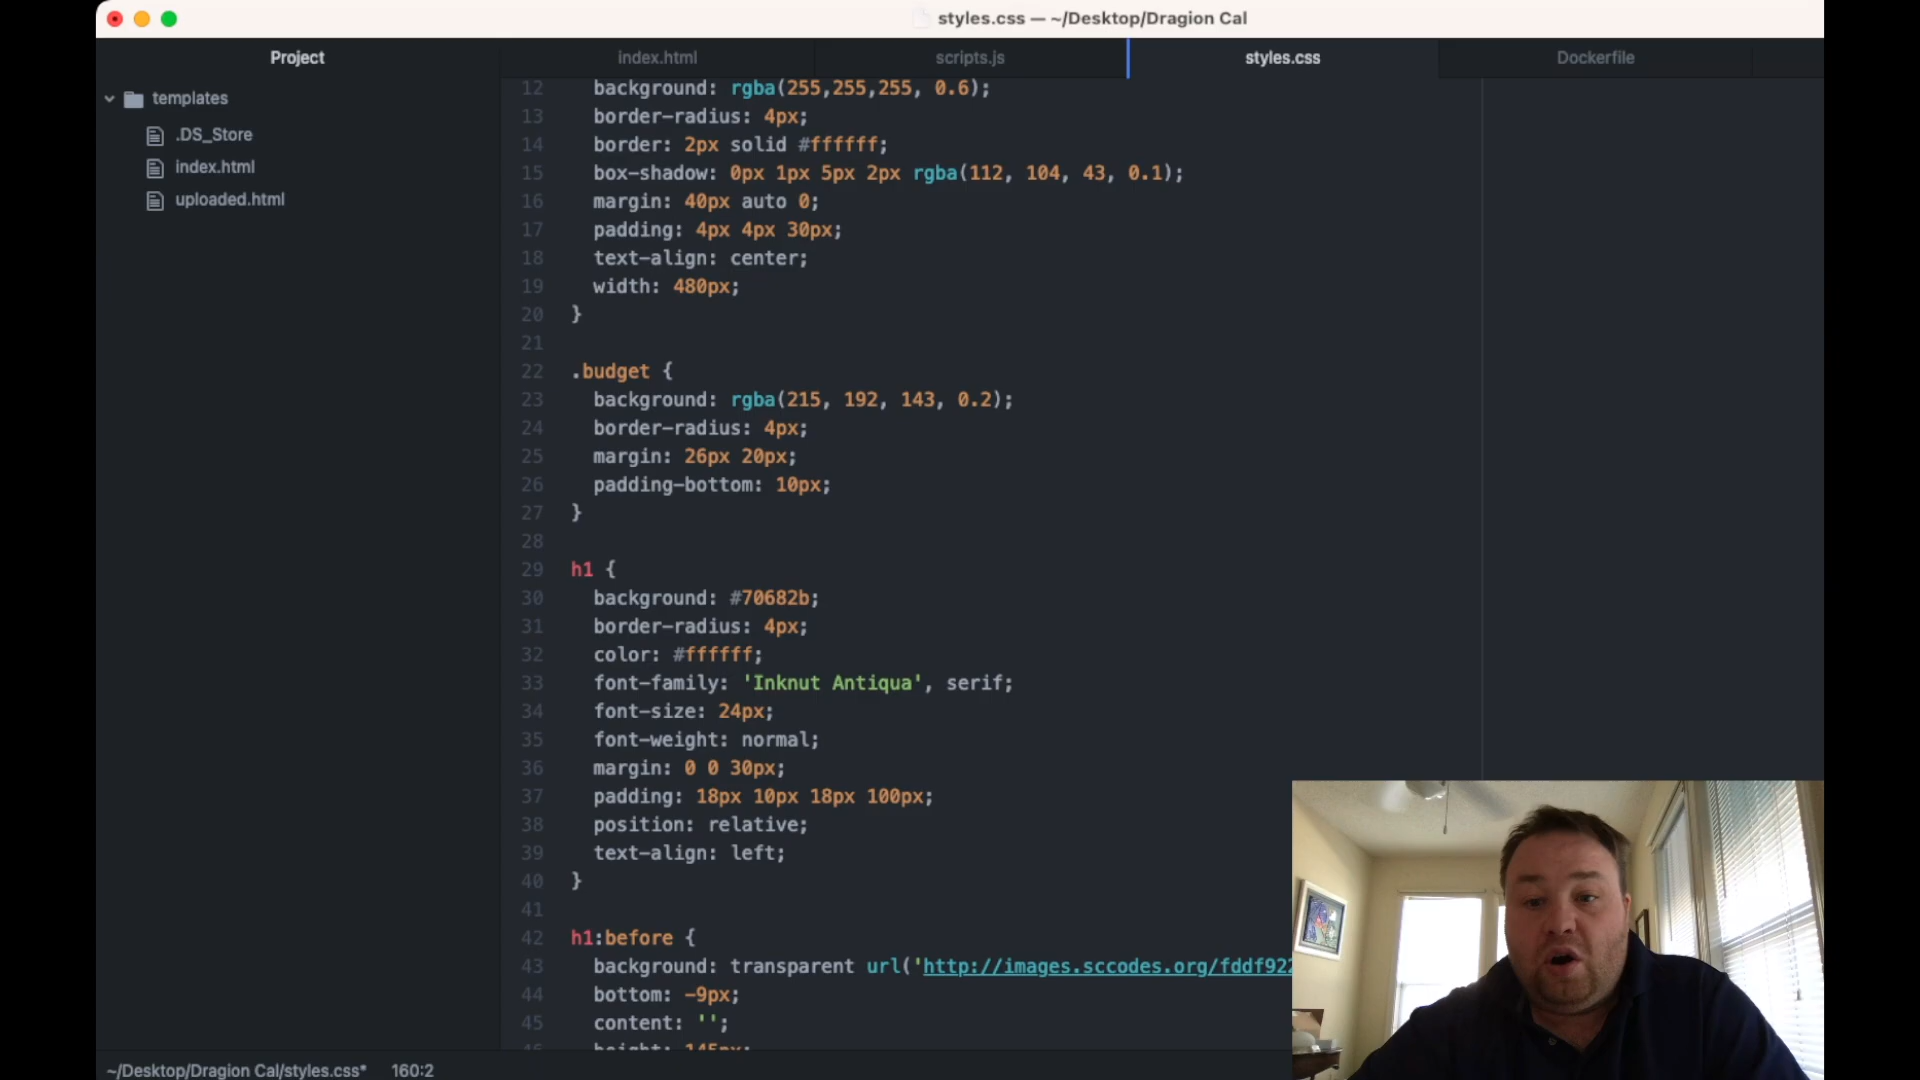 styles.css — ~/Desktop/Dragion Cal
Project
index.html
scripts.js
styles.css
Dockerfile
templates
.DS_Store
index.html
uploaded.html
12 background: rgba(255,255,255, 0.6);
13 border-radius: 4px;
14 border: 2px solid #ffffff;
15 box-shadow: 0px 1px 5px 2px rgba(112, 104, 43, 0.1);
16 margin: 40px auto 0;
17 padding: 4px 4px 30px;
18 text-align: center;
19 width: 480px;
20 }
21
22 .budget {
23 background: rgba(215, 192, 143, 0.2);
24 border-radius: 4px;
25 margin: 26px 20px;
26 padding-bottom: 10px;
27 }
28
29 h1 {
30 background: #70682b;
31 border-radius: 4px;
32 color: #ffffff;
33 font-family: 'Inknut Antiqua', serif;
34 font-size: 24px;
35 font-weight: normal;
36 margin: 0 0 30px;
37 padding: 18px 10px 18px 100px;
38 position: relative;
39 text-align: left;
40 }
41
42 h1:before {
43 background: transparent url('http://images.sccodes.org/fddf922
44 bottom: -9px;
45 content: '';
46 height: 145px;
~/Desktop/Dragion Cal/styles.css* 160:2